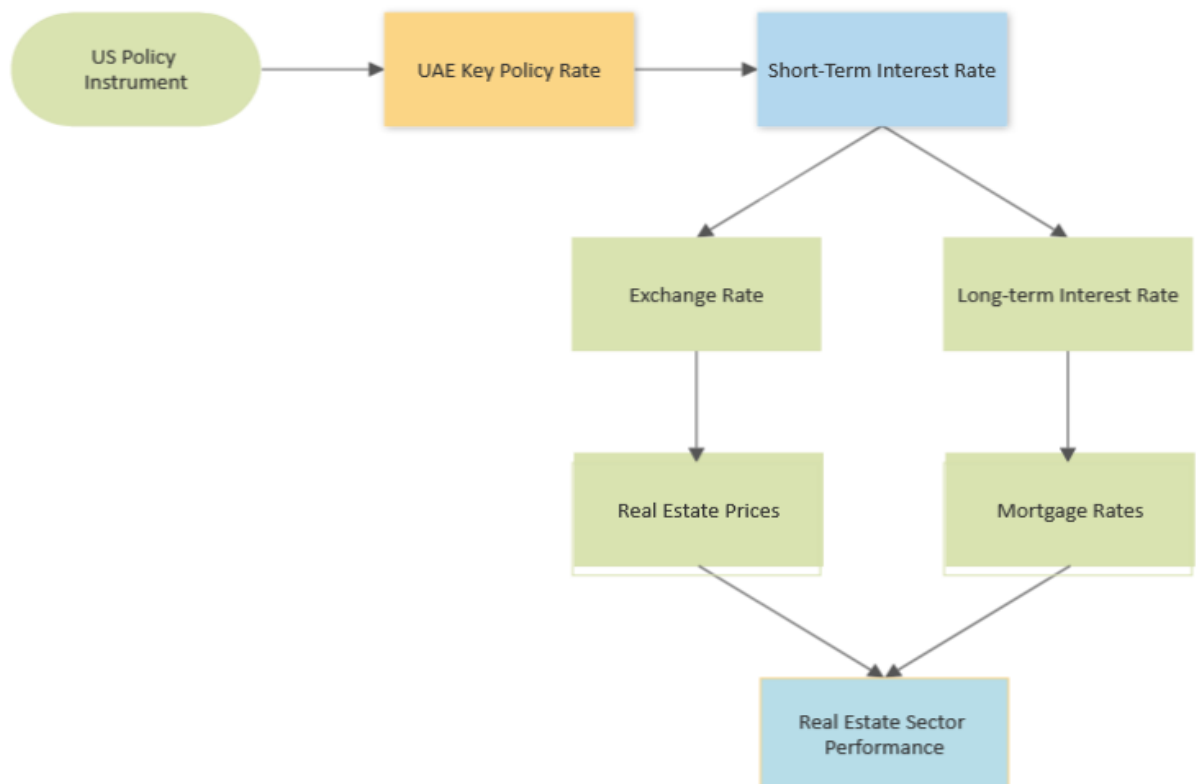 US Policy
Instrument
UAE Key Policy Rate
Short-Term Interest Rate
Exchange Rate
Long-term Interest Rate
Real Estate Prices
Mortgage Rates
Real Estate Sector
Performance